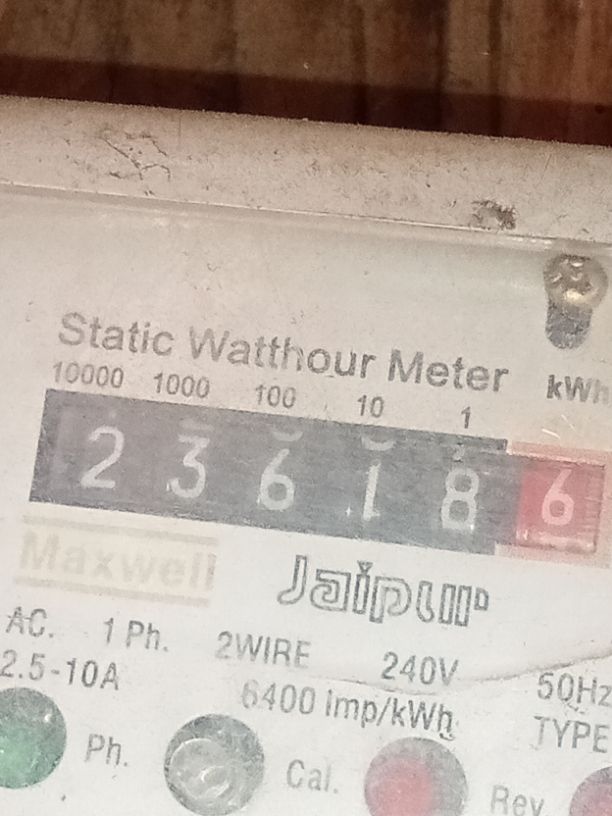 Static Watthour Meter
10000 1000 100 10 1 kWh
2 3 6 1 8 6
Maxwell
Jaipur
AC. 1 Ph. 2WIRE 240V 50Hz
2.5-10A 6400 imp/kWh TYPE
Ph. Cal. Rev.